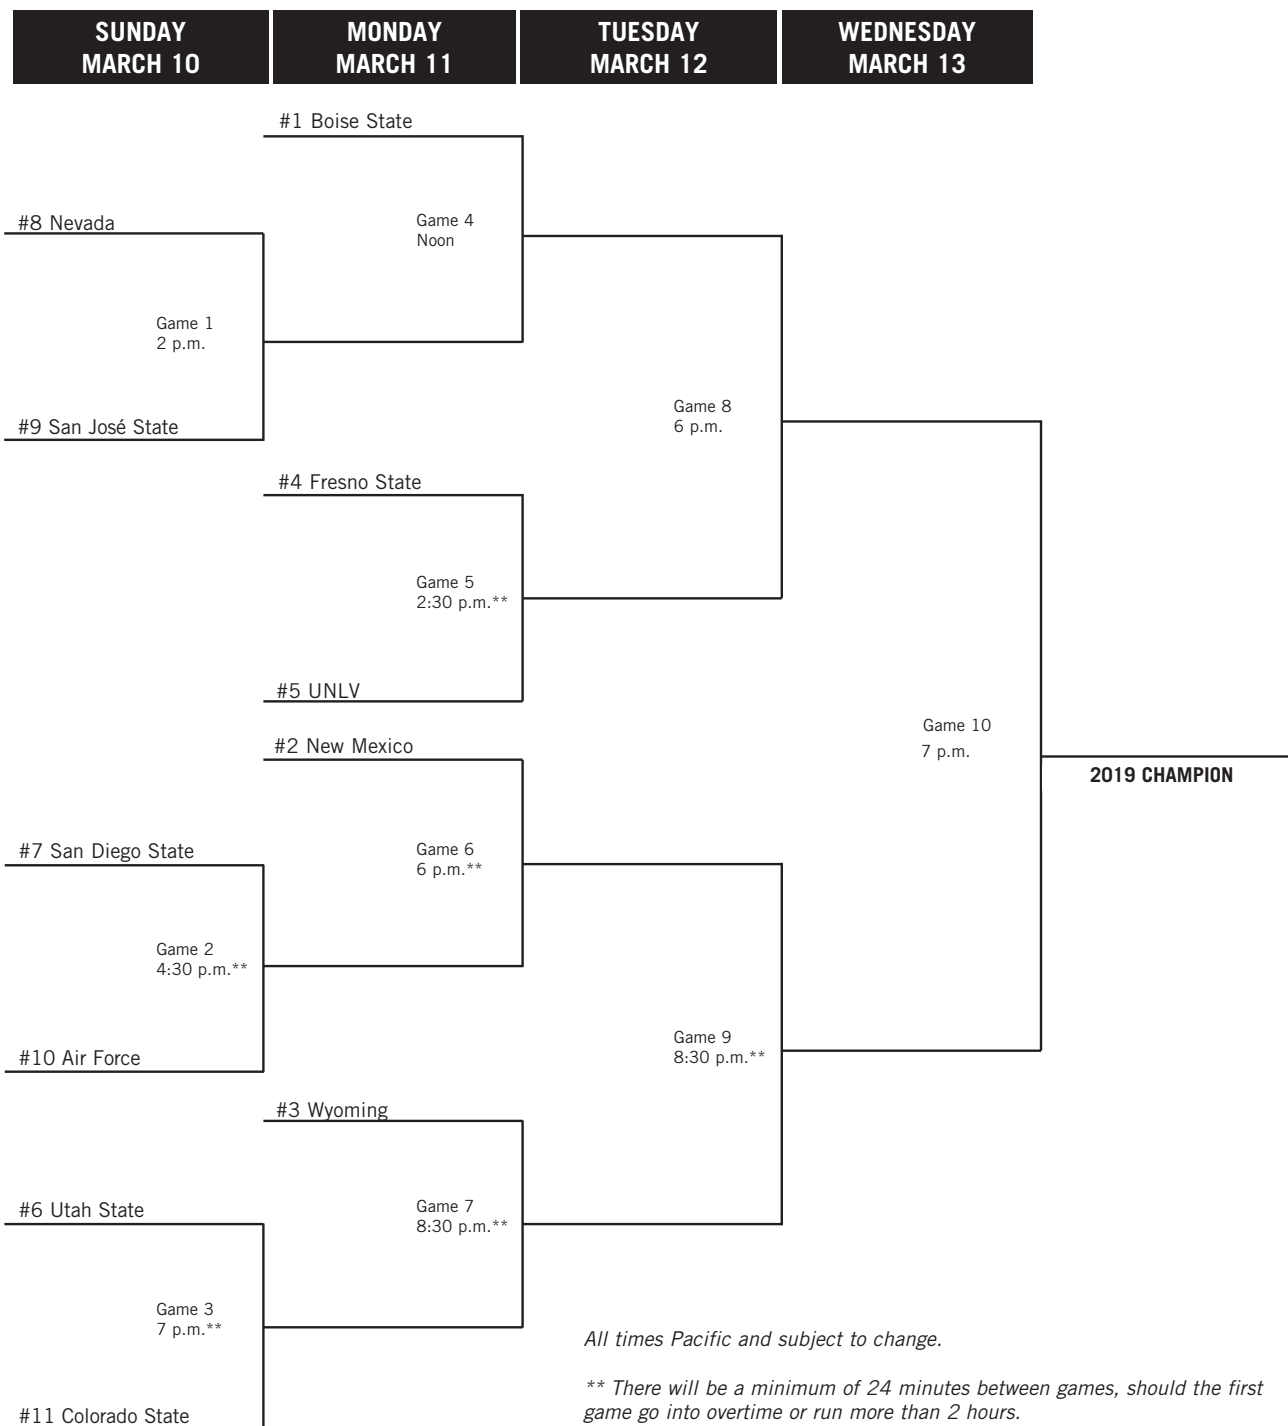 SUNDAY
MARCH 10
MONDAY
MARCH 11
TUESDAY
MARCH 12
WEDNESDAY
MARCH 13
#1 Boise State
#8 Nevada
Game 4
Noon
Game 1
2 p.m.
#9 San José State
Game 8
6 p.m.
#4 Fresno State
Game 5
2:30 p.m.**
#5 UNLV
#2 New Mexico
Game 10
7 p.m.
2019 CHAMPION
#7 San Diego State
Game 6
6 p.m.**
Game 2
4:30 p.m.**
#10 Air Force
Game 9
8:30 p.m.**
#3 Wyoming
#6 Utah State
Game 7
8:30 p.m.**
Game 3
7 p.m.**
#11 Colorado State
All times Pacific and subject to change.
** There will be a minimum of 24 minutes between games, should the first
game go into overtime or run more than 2 hours.